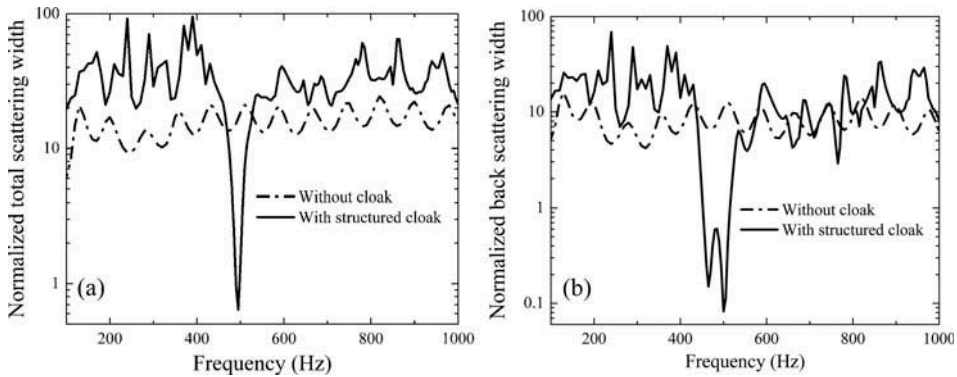 Normalized total scattering width
100
10
1
Without cloak
With structured cloak
(a)
200
400
600
800
1000
Frequency (Hz)
Normalized back scattering width
100
10
1
0.1
Without cloak
With structured cloak
(b)
200
400
600
800
1000
Frequency (Hz)